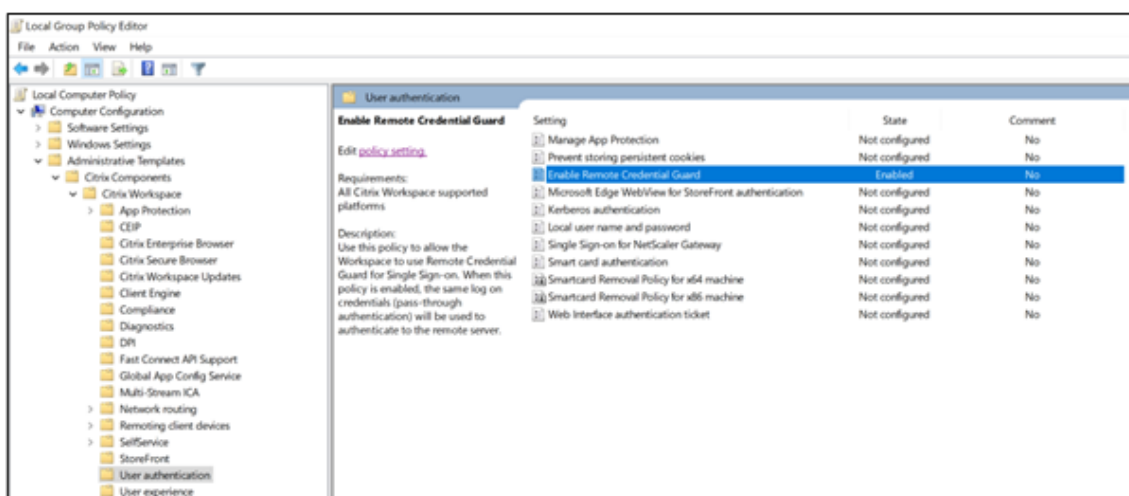 Local Group Policy Editor
File Action View Help
Local Computer Policy
Computer Configuration
Software Settings
Windows Settings
Administrative Templates
Citrix Components
Citrix Workspace
App Protection
CEIP
Citrix Enterprise Browser
Citrix Secure Browser
Citrix Workspace Updates
Client Engine
Compliance
Diagnostics
DPI
Fast Connect API Support
Global App Config Service
Multi-Stream ICA
Network routing
Remoting client devices
SelfService
StoreFront
User authentication
User experience
User authentication
Enable Remote Credential Guard
Edit policy setting.
Requirements:
All Citrix Workspace supported
platforms
Description:
Use this policy to allow the
Workspace to use Remote Credential
Guard for Single Sign-on. When this
policy is enabled, the same log on
credentials (pass-through
authentication) will be used to
authenticate to the remote server.
Setting State Comment
Manage App Protection Not configured No
Prevent storing persistent cookies Not configured No
Enable Remote Credential Guard Enabled No
Microsoft Edge WebView for StoreFront authentication Not configured No
Kerberos authentication Not configured No
Local user name and password Not configured No
Single Sign-on for NetScaler Gateway Not configured No
Smart card authentication Not configured No
Smartcard Removal Policy for x64 machine Not configured No
Smartcard Removal Policy for x86 machine Not configured No
Web Interface authentication ticket Not configured No